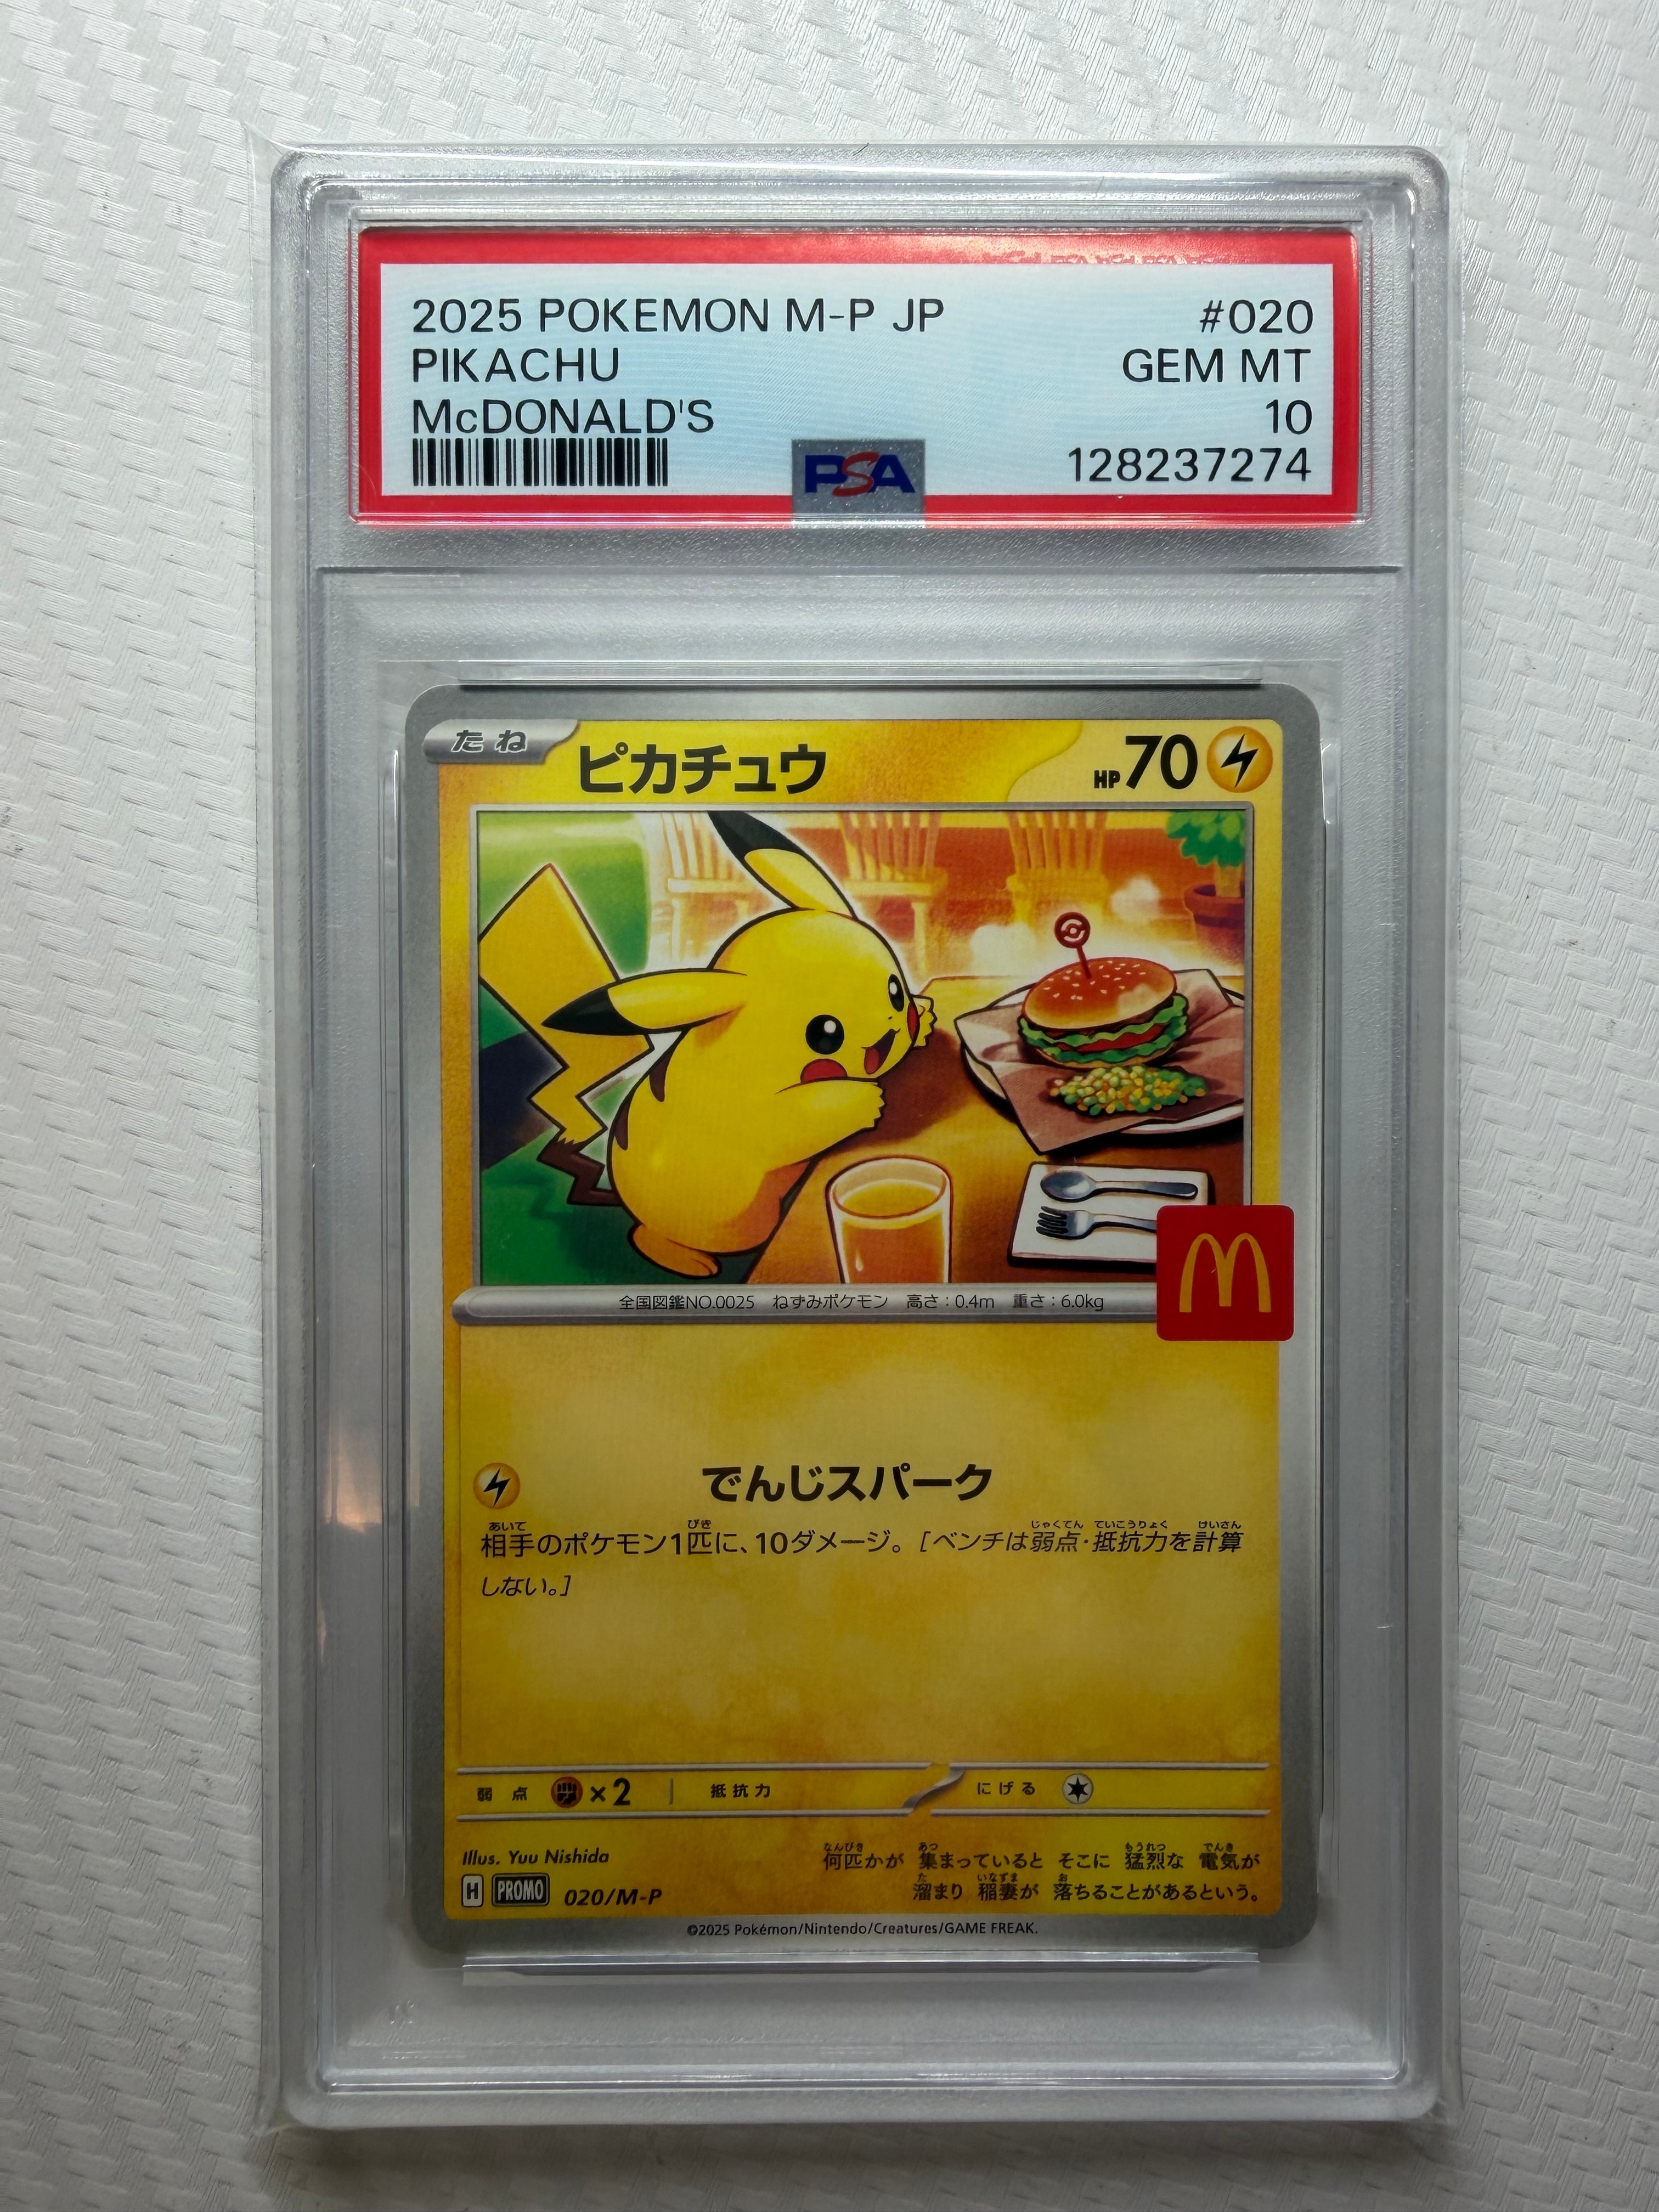 2025 POKEMON M-P JP #020
PIKACHU GEM MT
McDONALD'S 10
PSA 128237274
たね ピカチュウ HP70
M
全国図鑑NO.0025 ねずみポケモン 高さ:0.4m 重さ:6.0kg
でんじスパーク
相手のポケモン1匹に、10ダメージ。[ベンチは弱点・抵抗力を計算
しない。]
弱点 ×2 抵抗力 にげる
Illus. Yuu Nishida
H PROMO 020/M-P
何匹かが 集まっていると そこに 猛烈な 電気が
溜まり 稲妻が 落ちることがあるという。
©2025 Pokémon/Nintendo/Creatures/GAME FREAK.